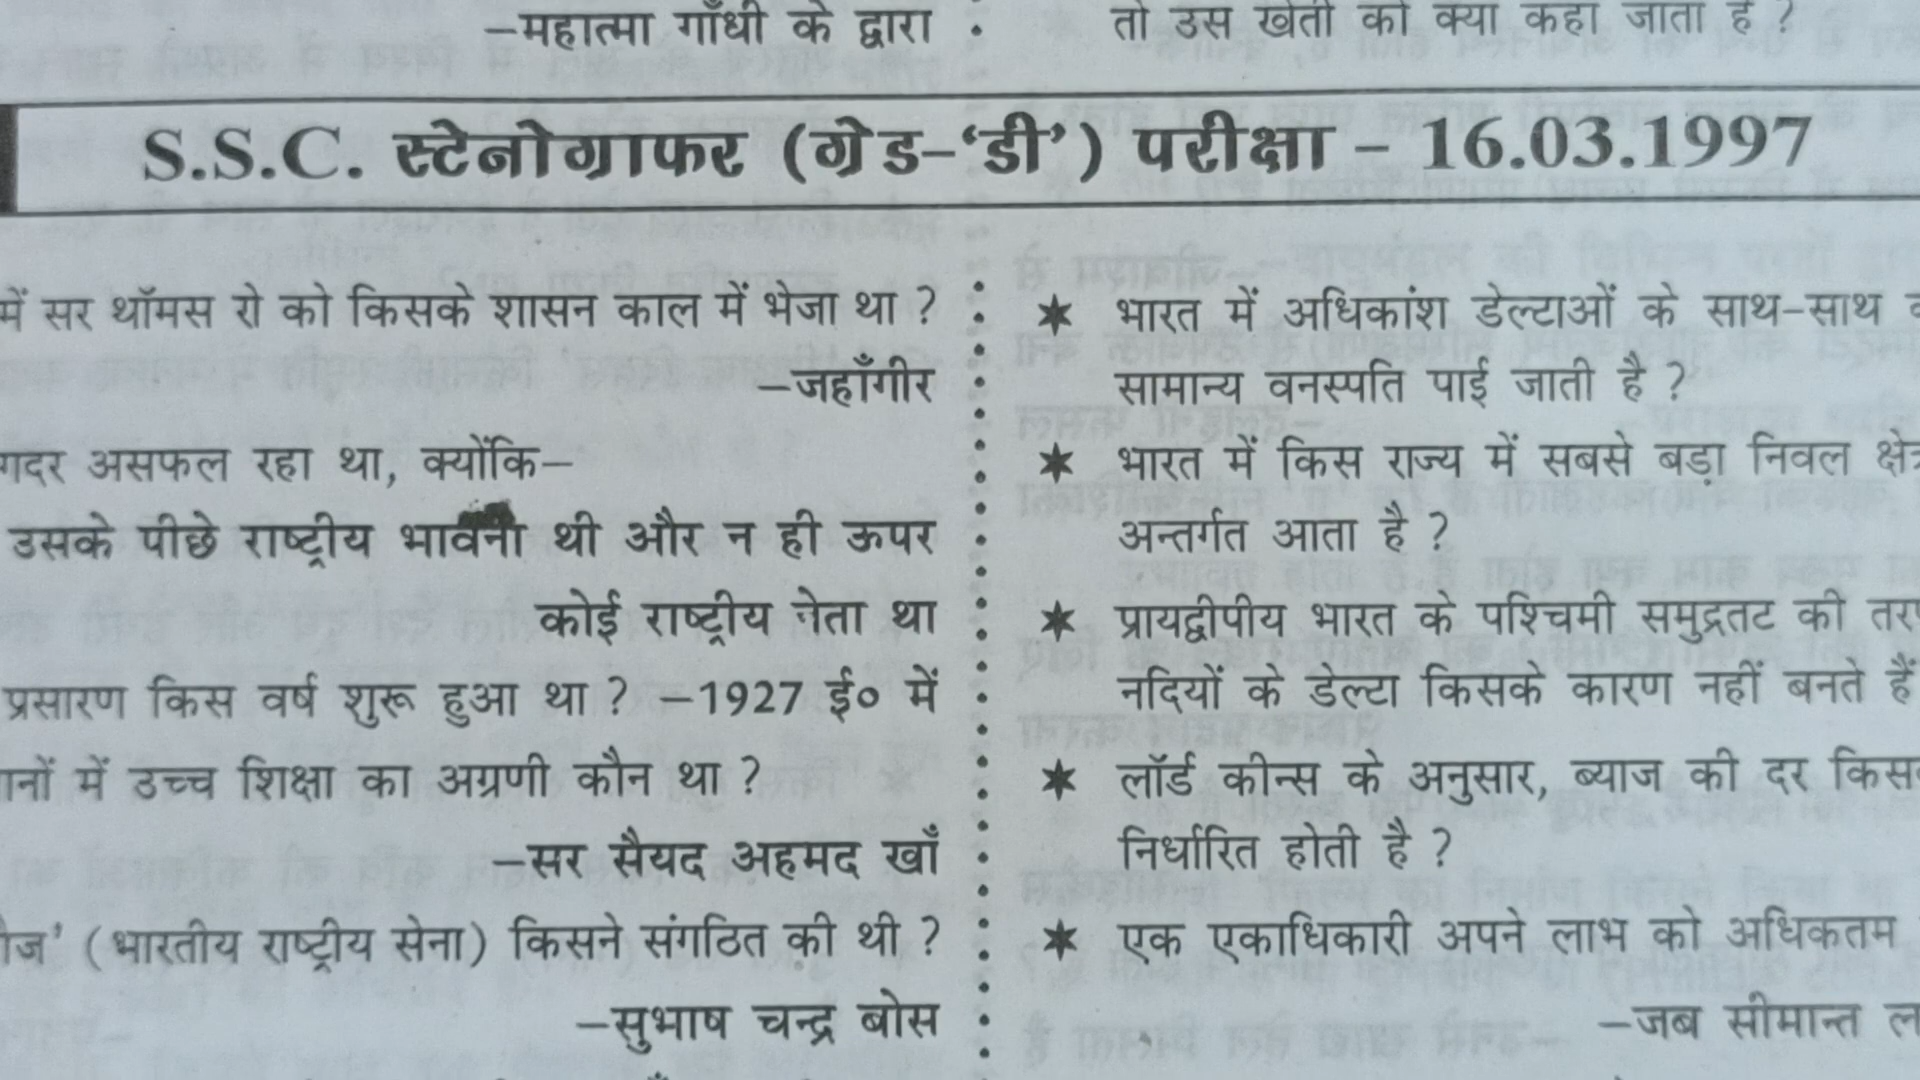 –महात्मा गाँधी के द्वारा
तो उस खेती को क्या कहा जाता है ?
S.S.C. स्टेनोग्राफर (ग्रेड-‘डी’) परीक्षा - 16.03.1997
में सर थॉमस रो को किसके शासन काल में भेजा था ?
–जहाँगीर
गदर असफल रहा था, क्योंकि–
उसके पीछे राष्ट्रीय भावना थी और न ही ऊपर
कोई राष्ट्रीय नेता था
प्रसारण किस वर्ष शुरू हुआ था ? –1927 ई० में
में उच्च शिक्षा का अग्रणी कौन था ?
–सर सैयद अहमद खाँ
(भारतीय राष्ट्रीय सेना) किसने संगठित की थी ?
–सुभाष चन्द्र बोस
★ भारत में अधिकांश डेल्टाओं के साथ-साथ
सामान्य वनस्पति पाई जाती है ?
★ भारत में किस राज्य में सबसे बड़ा निवल
अन्तर्गत आता है ?
★ प्रायद्वीपीय भारत के पश्चिमी समुद्रतट की
नदियों के डेल्टा किसके कारण नहीं बनते हैं
★ लॉर्ड कीन्स के अनुसार, ब्याज की दर
निर्धारित होती है ?
★ एक एकाधिकारी अपने लाभ को अधिकतम
–जब सीमान्त